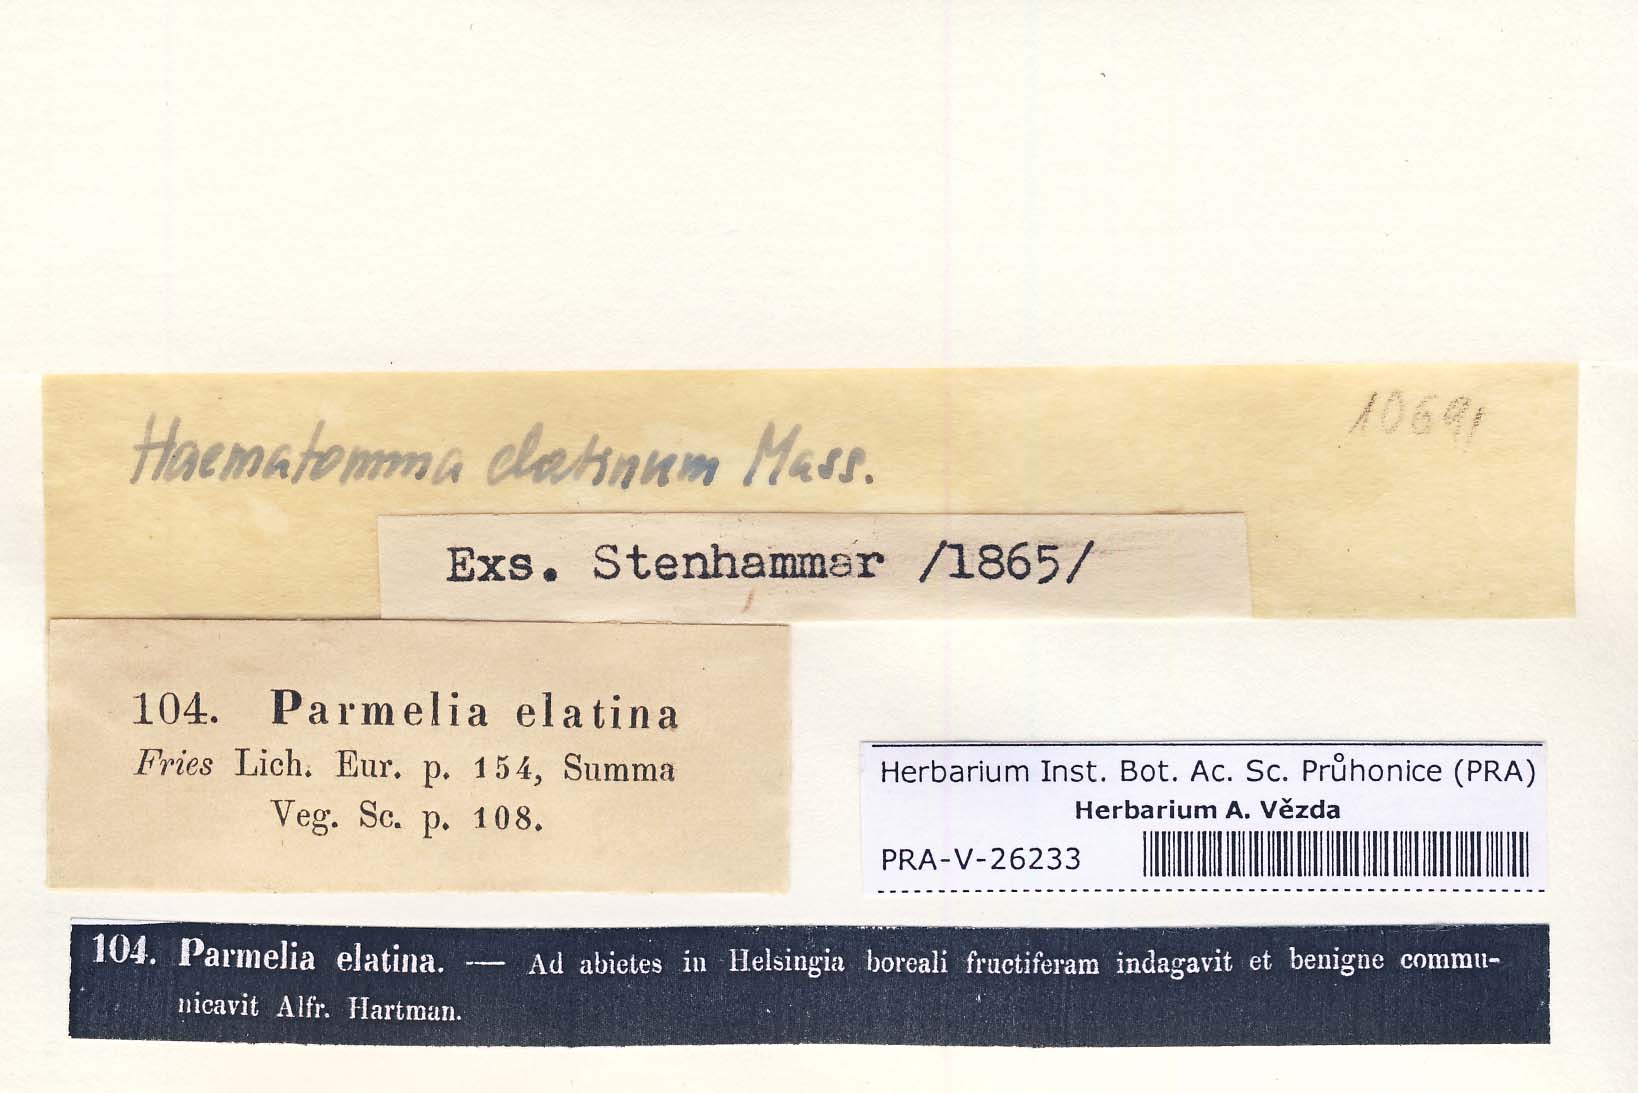 Haematomma elatinum Mass.
10691
Exs. Stenhammar /1865/
104. Parmelia elatina
Fries Lich. Eur. p. 154, Summa
Veg. Sc. p. 108.
Herbarium Inst. Bot. Ac. Sc. Průhonice (PRA)
Herbarium A. Vězda
PRA-V-26233
104. Parmelia elatina. — Ad abietes in Helsingia boreali fructiferam indagavit et benigne commu-
nicavit Alfr. Hartman.